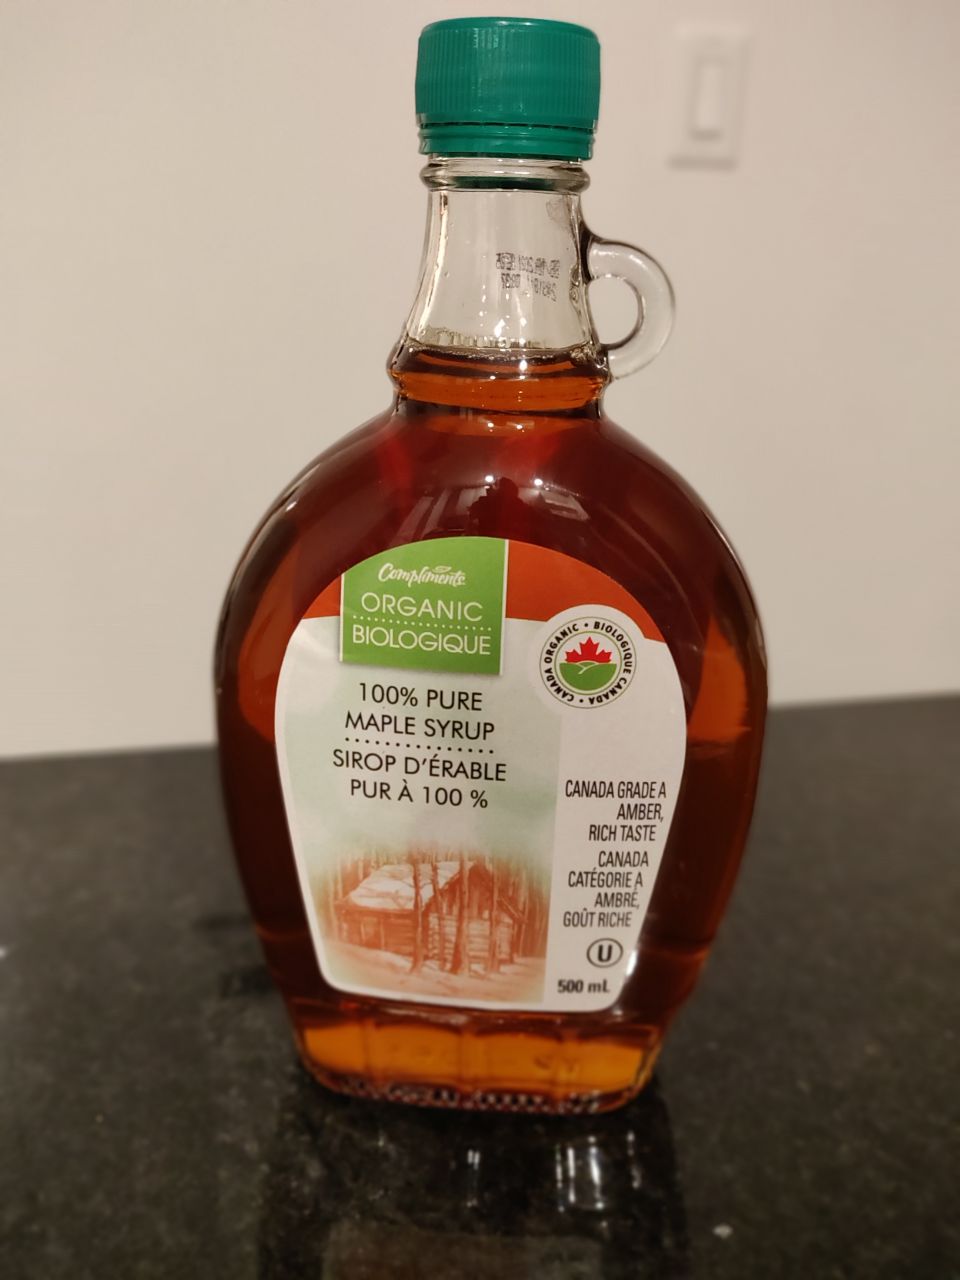 Compliments
ORGANIC
BIOLOGIQUE
CANADA ORGANIC • BIOLOGIQUE CANADA •
100% PURE
MAPLE SYRUP
SIROP D'ÉRABLE
PUR À 100 %
CANADA GRADE A
AMBER,
RICH TASTE
CANADA
CATÉGORIE A
AMBRÉ,
GOÛT RICHE
U
500 mL